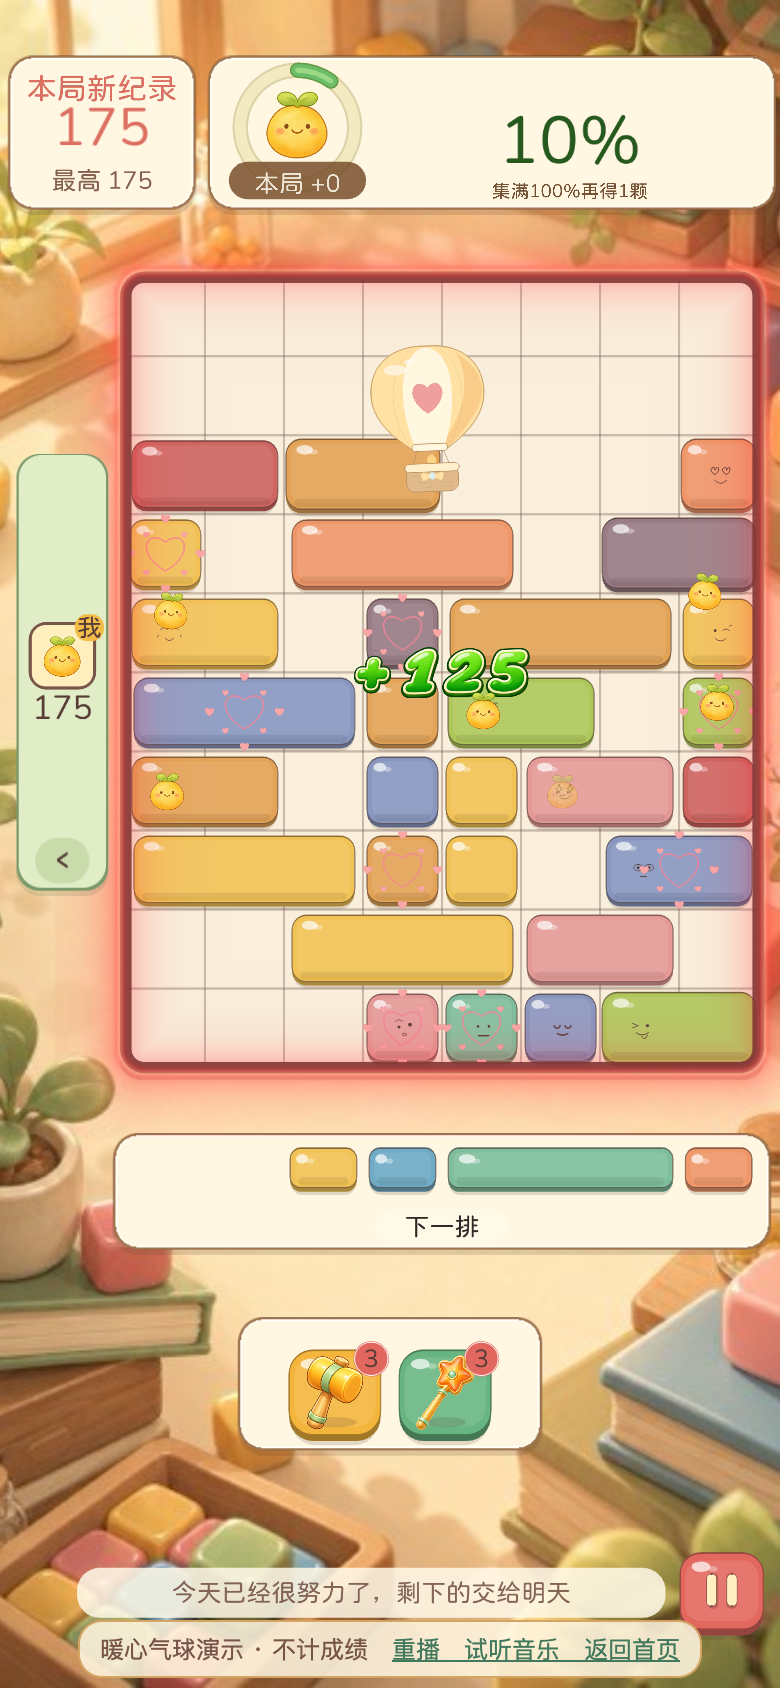 本局新纪录
175
最高 175
本局 +0
10%
集满100%再得1颗
我
175
<
+125
下一排
3
3
今天已经很努力了，剩下的交给明天
暖心气球演示 · 不计成绩 重播 试听音乐 返回首页